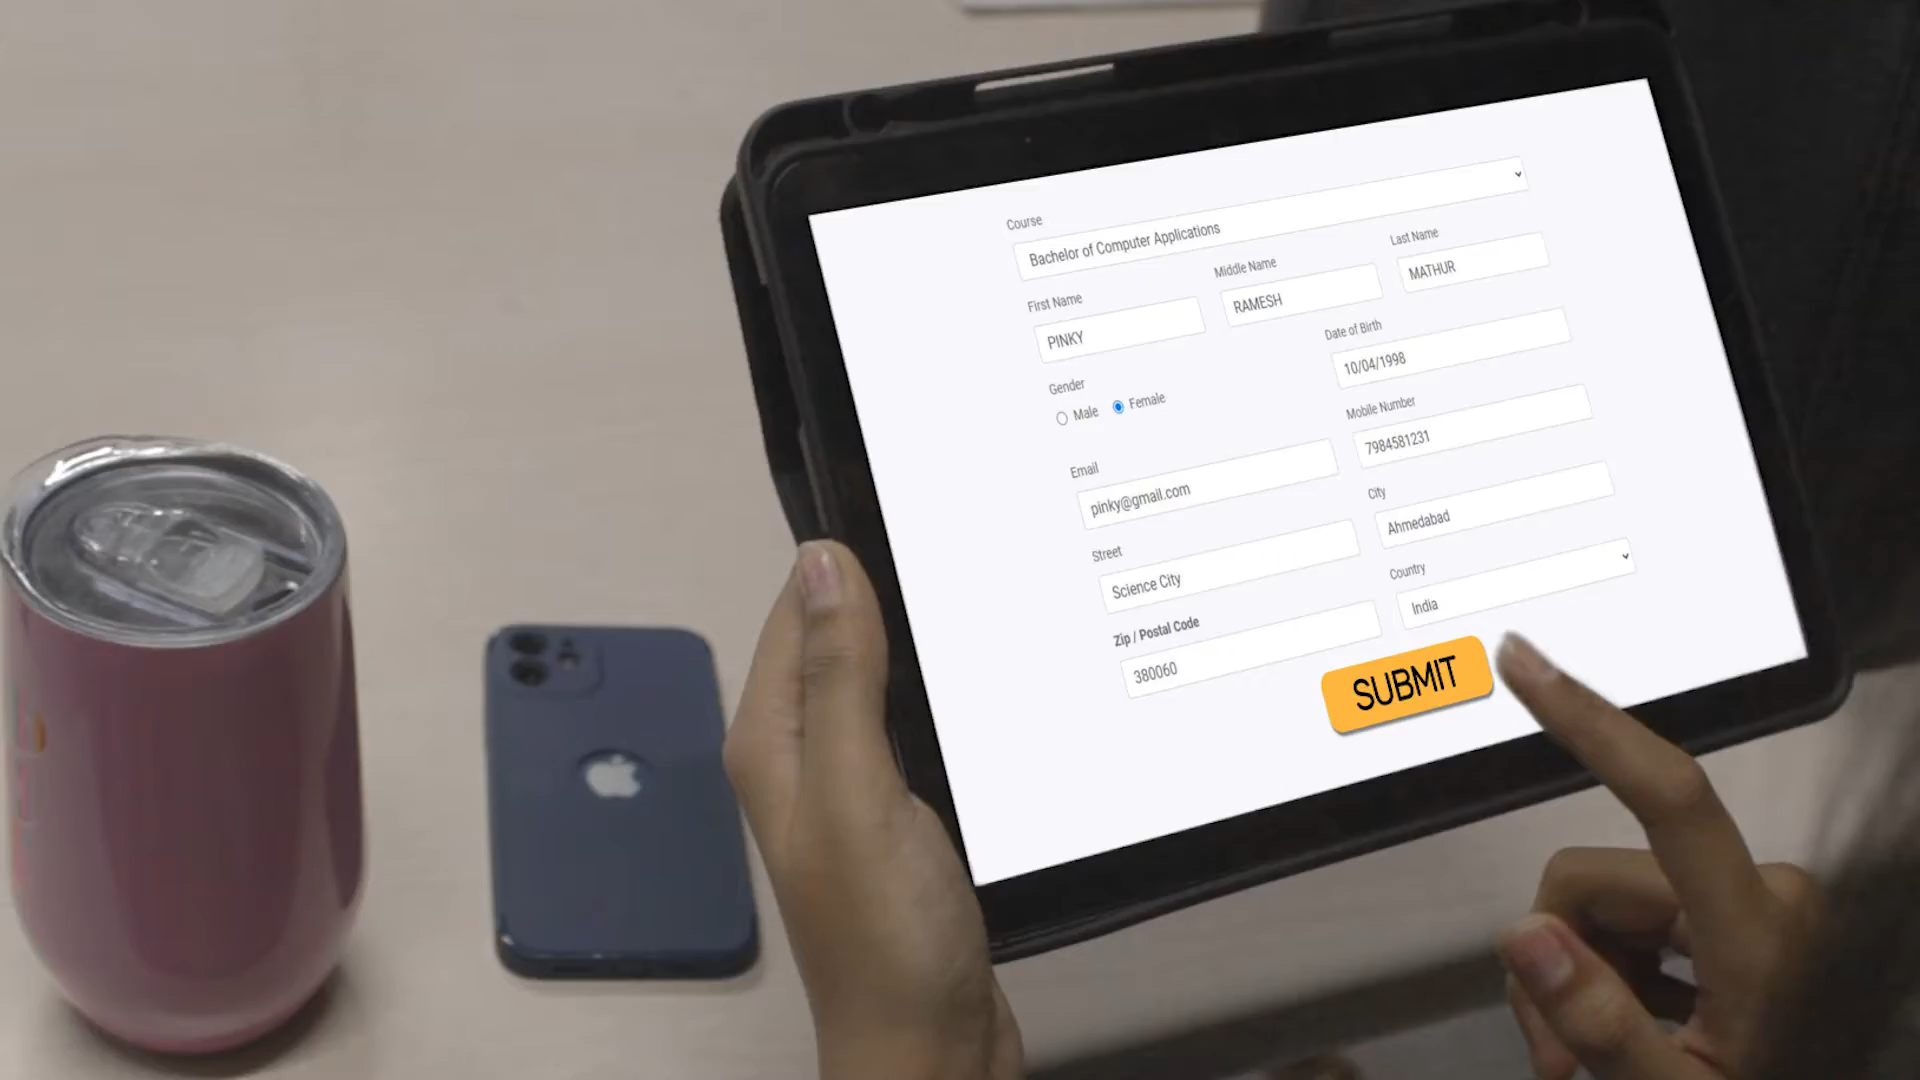 Course
Bachelor of Computer Applications
First Name
Middle Name
Last Name
PINKY
RAMESH
MATHUR
Gender
Male
Female
Date of Birth
10/04/1998
Email
pinky@gmail.com
Mobile Number
7984581231
Street
Science City
City
Ahmedabad
Zip / Postal Code
380060
Country
India
SUBMIT